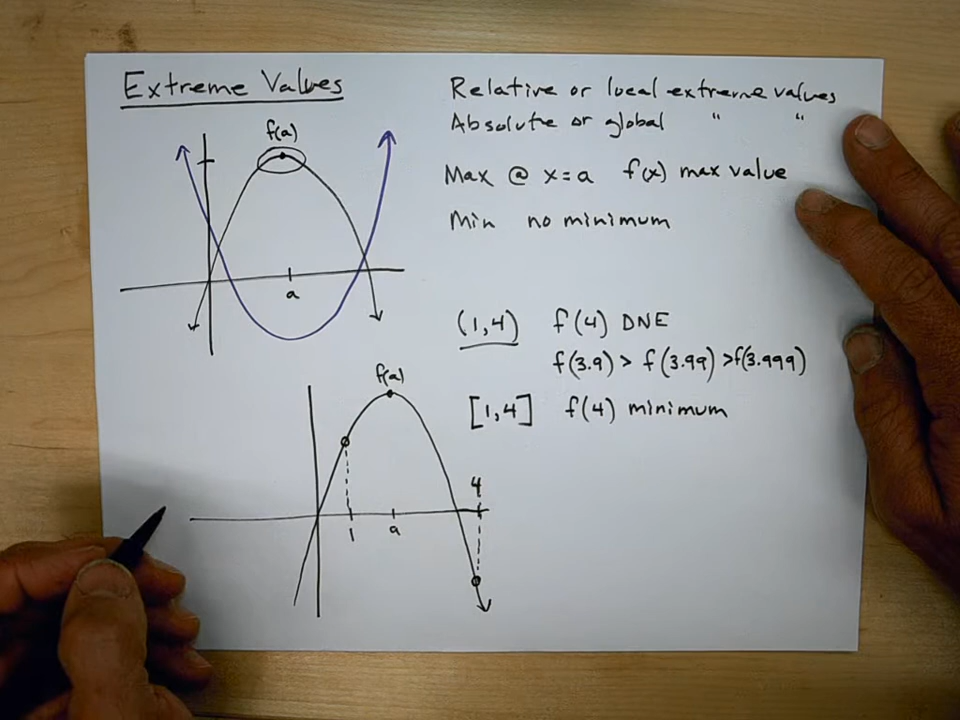 Extreme Values
Relative or local extreme values
Absolute or global " "
f(a)
Max @ x=a f(x) max value
Min no minimum
a
(1,4) f(4) DNE
f(3.9) > f(3.99) > f(3.999)
f(a)
[1,4] f(4) minimum
4
1 a